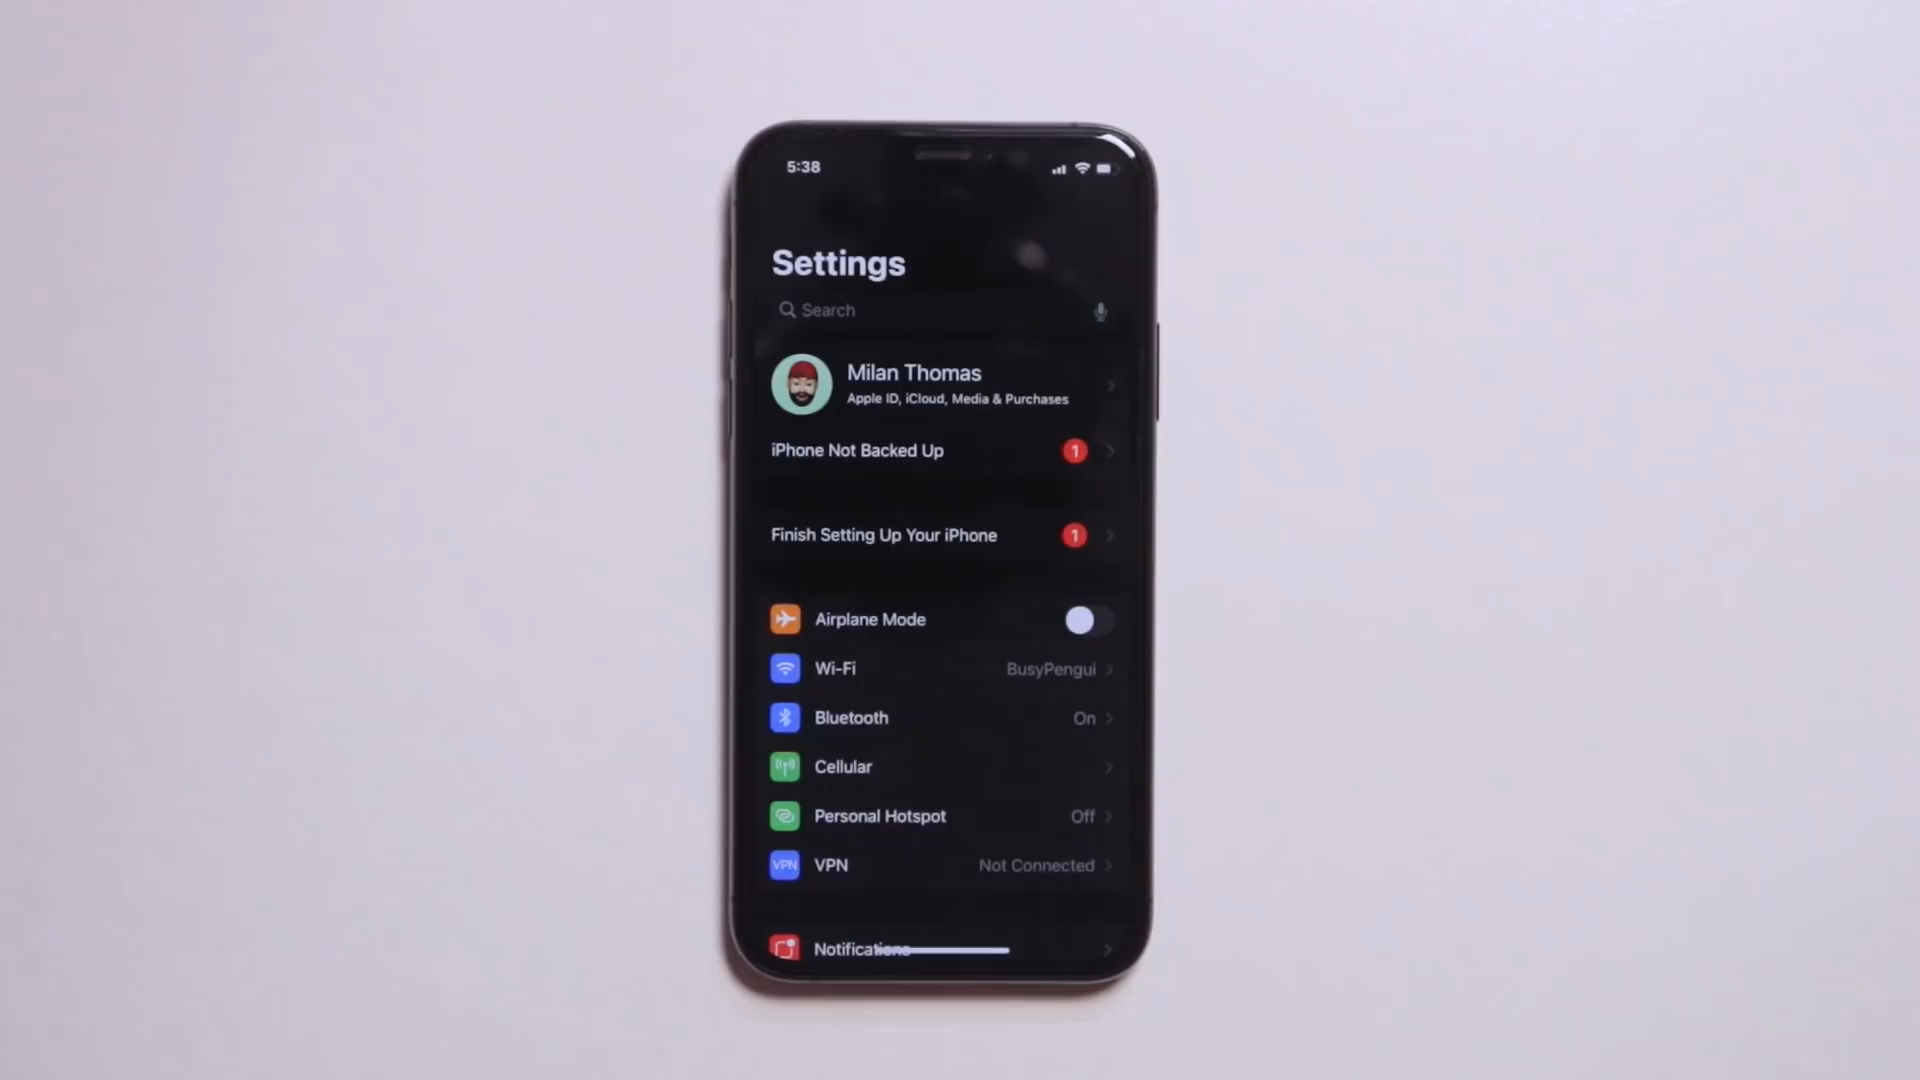 5:38
Settings
Search
Milan Thomas
Apple ID, iCloud, Media & Purchases
iPhone Not Backed Up 1
Finish Setting Up Your iPhone 1
Airplane Mode
Wi-Fi BusyPengui
Bluetooth On
Cellular
Personal Hotspot Off
VPN VPN Not Connected
Notifications